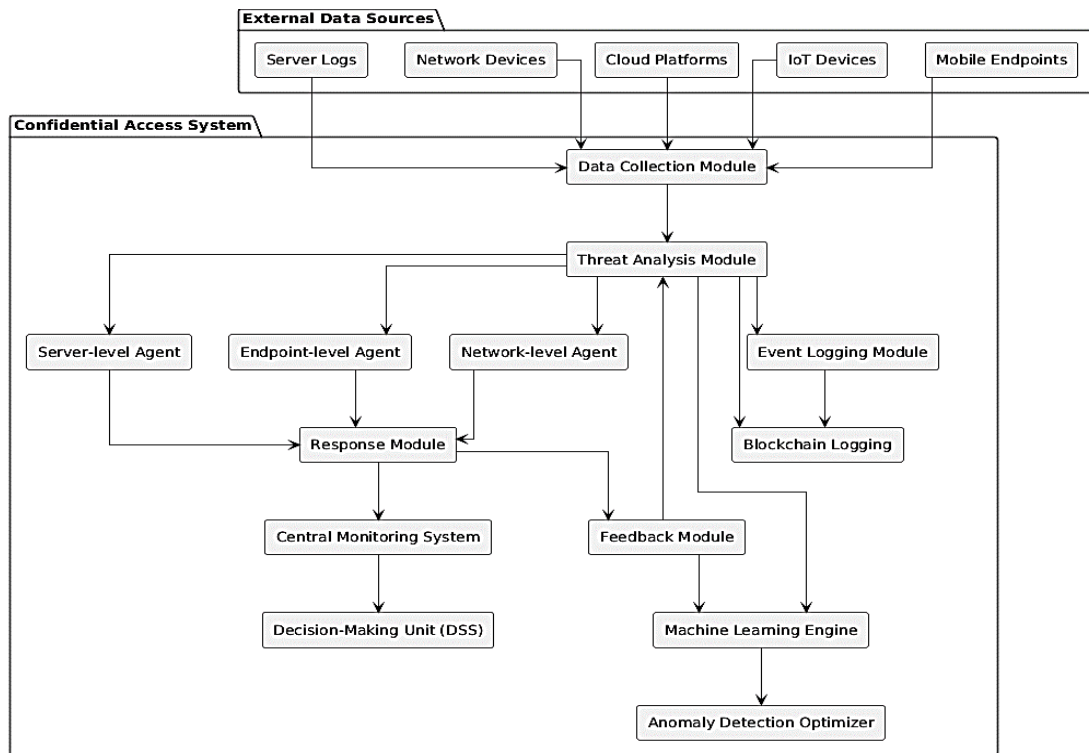 External Data Sources
Server Logs
Network Devices
Cloud Platforms
IoT Devices
Mobile Endpoints
Confidential Access System
Data Collection Module
Threat Analysis Module
Server-level Agent
Endpoint-level Agent
Network-level Agent
Event Logging Module
Response Module
Blockchain Logging
Central Monitoring System
Feedback Module
Decision-Making Unit (DSS)
Machine Learning Engine
Anomaly Detection Optimizer